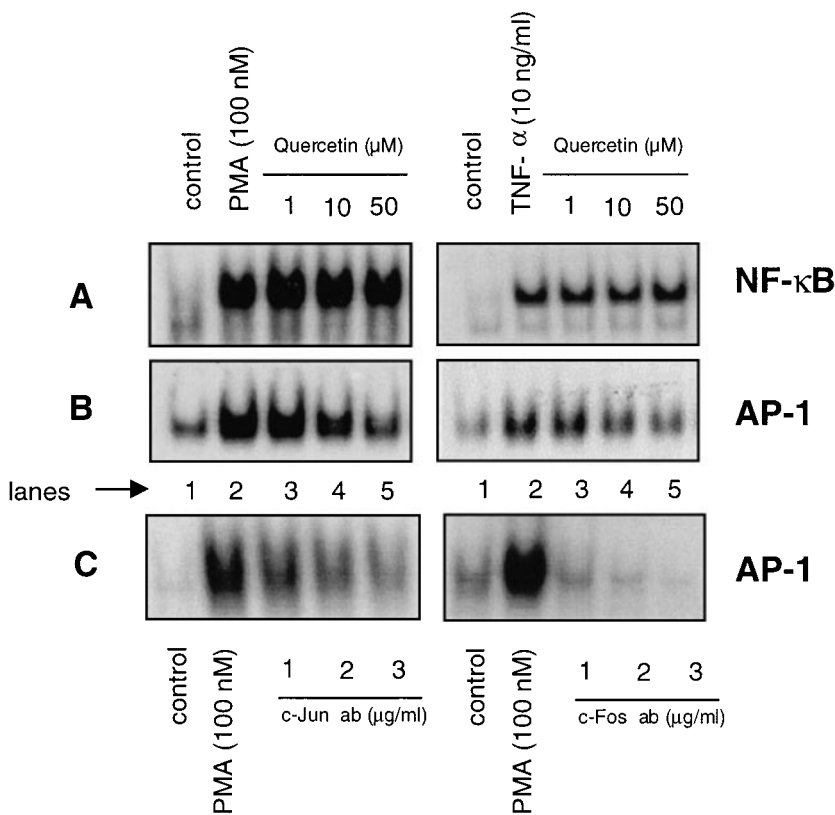 control
PMA (100 nM)
Quercetin (µM)
1 10 50
control
TNF- α (10 ng/ml)
Quercetin (µM)
1 10 50
A
NF-κB
B
AP-1
lanes 1 2 3 4 5 1 2 3 4 5
C
AP-1
control
PMA (100 nM)
1 2 3
c-Jun ab (µg/ml)
control
PMA (100 nM)
1 2 3
c-Fos ab (µg/ml)